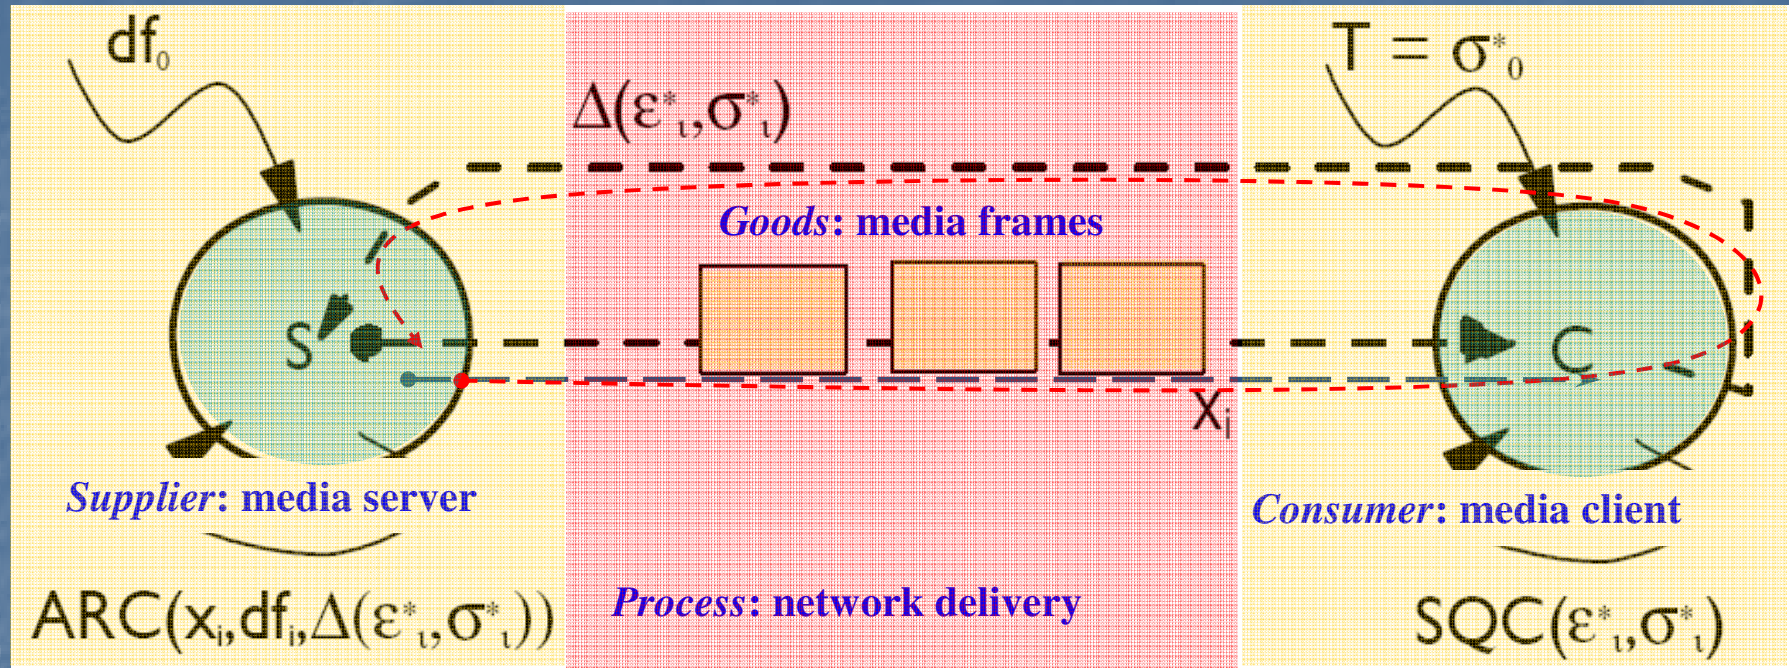 df₀
T = σ*₀
Δ(ε*ι,σ*ι)
Goods: media frames
S
C
Xᵢ
Supplier: media server
Consumer: media client
Process: network delivery
ARC(xᵢ,dfᵢ,Δ(ε*ι,σ*ι))
SQC(ε*ι,σ*ι)